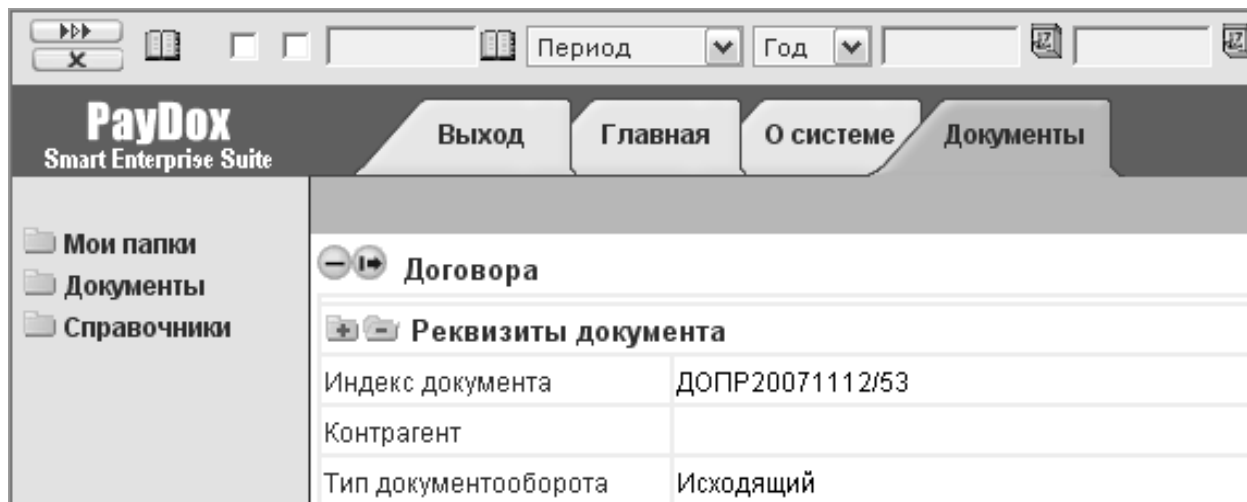 Период Год
PayDox
Smart Enterprise Suite
Выход Главная О системе Документы
Мои папки
Документы
Справочники
Договора
Реквизиты документа
Индекс документа ДОПР20071112/53
Контрагент
Тип документооборота Исходящий